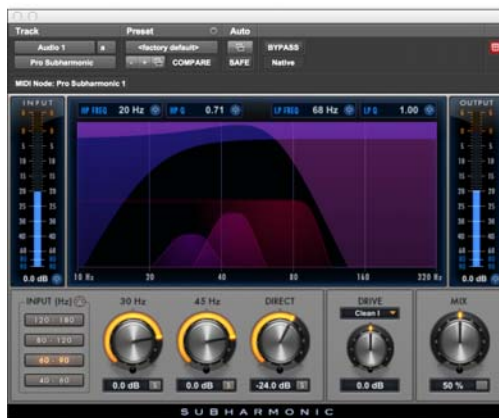 Track Preset Auto
Audio 1 a <factory default> BYPASS
Pro Subharmonic - + COMPARE SAFE Native
MIDI Node: Pro Subharmonic 1
INPUT HP FREQ 20 Hz HP Q 0.71 LP FREQ 68 Hz LP Q 1.00 OUTPUT
0.0 dB 10 Hz 20 40 80 160 220 Hz 0.0 dB
INPUT (Hz) 30 Hz 45 Hz DIRECT DRIVE MIX
120 - 180 Clean I
80 - 120
60 - 90
40 - 60
0.0 dB S 0.0 dB S -24.0 dB S 0.0 dB 50 %
SUBHARMONIC